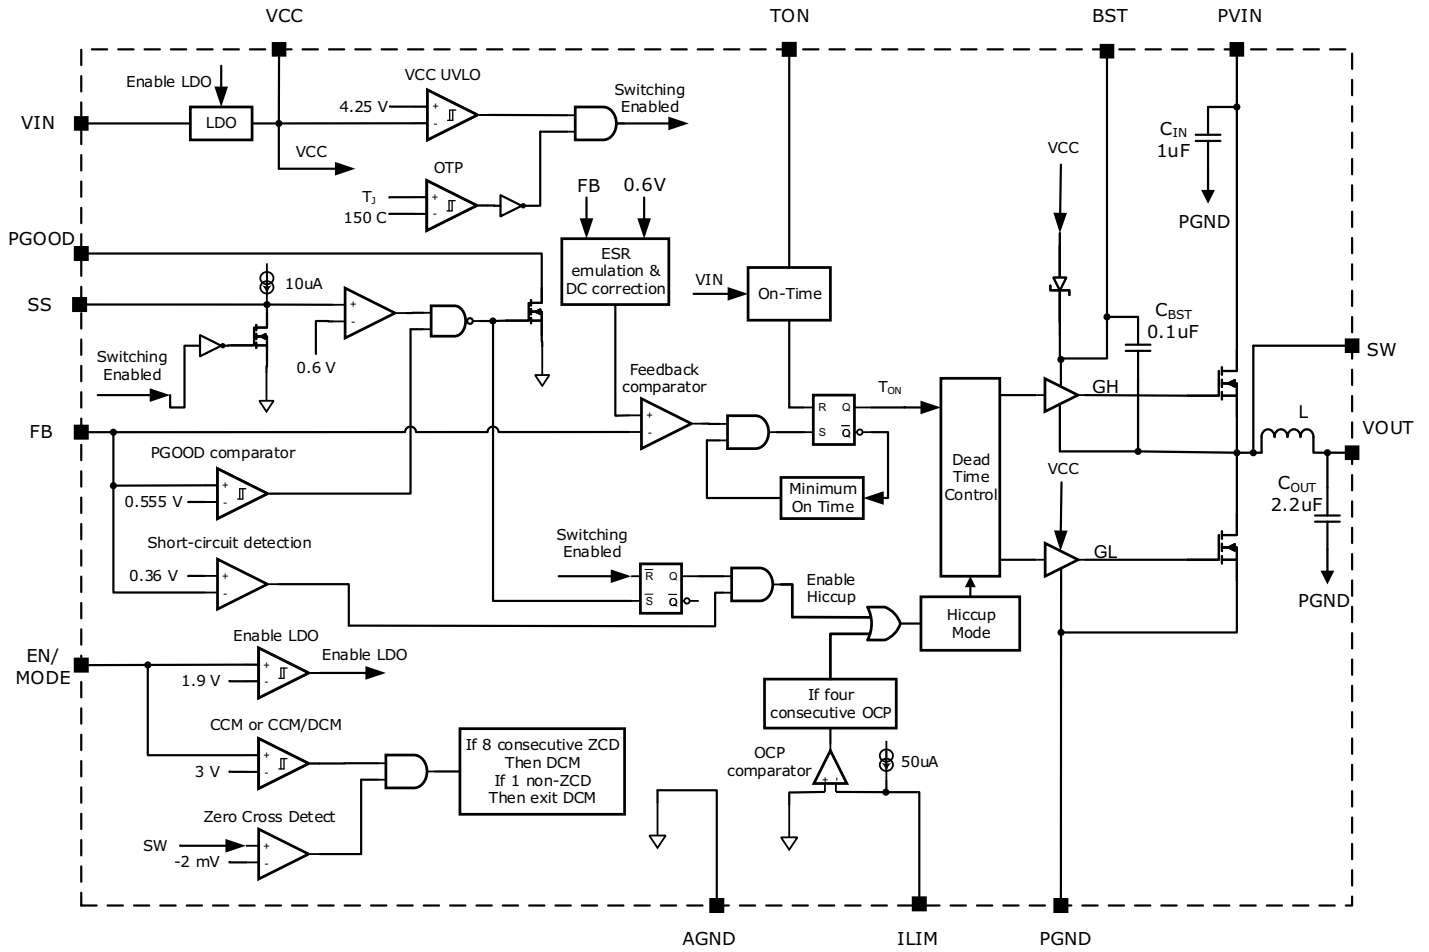 VCC
TON
BST
PVIN
Enable LDO
VCC UVLO
Switching
Enabled
4.25 V
+
-
VIN
LDO
VCC
OTP
TJ
150 C
+
-
FB
0.6V
VCC
CIN
1uF
PGND
PGOOD
ESR
emulation &
DC correction
VIN
On-Time
10uA
SS
+
-
0.6 V
CBST
0.1uF
SW
Switching
Enabled
Feedback
comparator
+
-
TON
R
Q
S
Q
GH
L
VOUT
FB
PGOOD comparator
+
-
0.555 V
Minimum
On Time
Dead
Time
Control
VCC
COUT
2.2uF
Short-circuit detection
0.36 V
+
-
Switching
Enabled
R
Q
S
Q
Enable
Hiccup
GL
PGND
Hiccup
Mode
EN/
MODE
Enable LDO
+
-
1.9 V
Enable LDO
If four
consecutive OCP
CCM or CCM/DCM
+
-
3 V
If 8 consecutive ZCD
Then DCM
If 1 non-ZCD
Then exit DCM
OCP
comparator
+
-
50uA
Zero Cross Detect
SW
-2 mV
+
-
AGND
ILIM
PGND